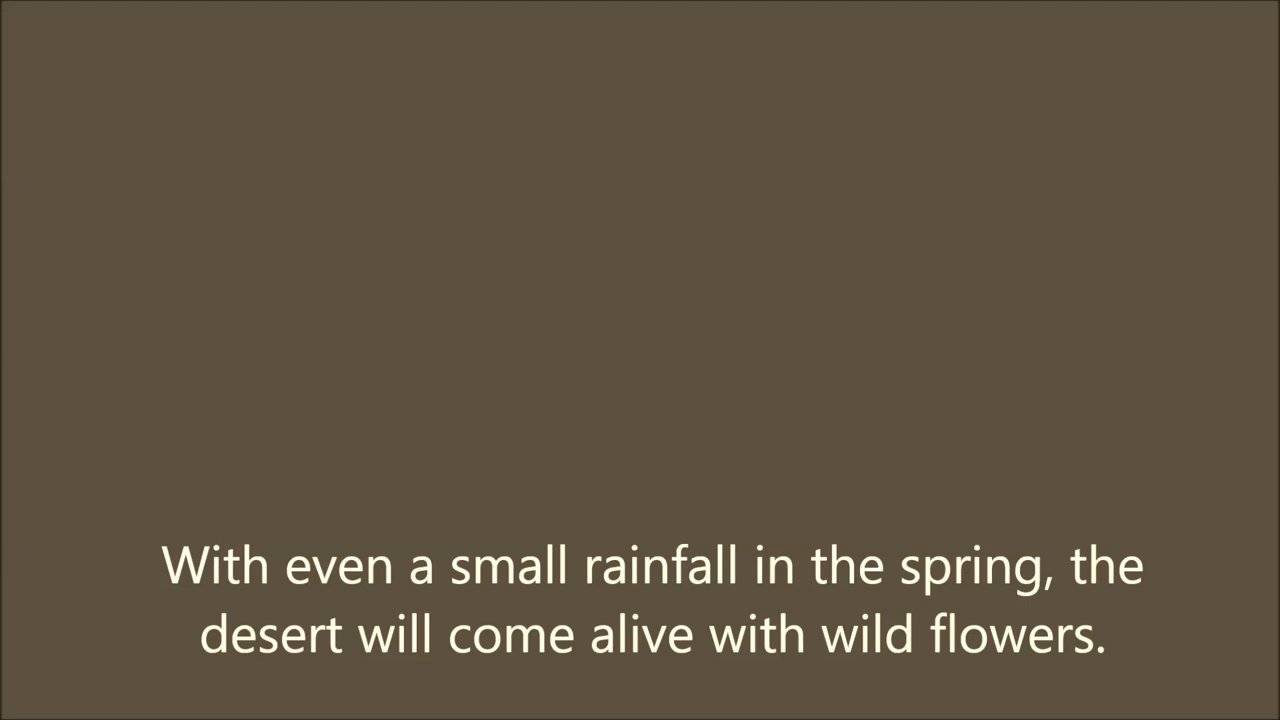 With even a small rainfall in the spring, the
desert will come alive with wild flowers.